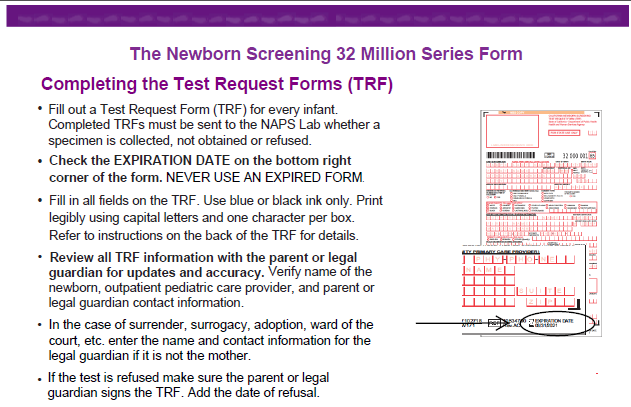 The Newborn Screening 32 Million Series Form
Completing the Test Request Forms (TRF)
• Fill out a Test Request Form (TRF) for every infant.
Completed TRFs must be sent to the NAPS Lab whether a
specimen is collected, not obtained or refused.
• Check the EXPIRATION DATE on the bottom right
corner of the form. NEVER USE AN EXPIRED FORM.
• Fill in all fields on the TRF. Use blue or black ink only. Print
legibly using capital letters and one character per box.
Refer to instructions on the back of the TRF for details.
• Review all TRF information with the parent or legal
guardian for updates and accuracy. Verify name of the
newborn, outpatient pediatric care provider, and parent or
legal guardian contact information.
• In the case of surrender, surrogacy, adoption, ward of the
court, etc. enter the name and contact information for the
legal guardian if it is not the mother.
• If the test is refused make sure the parent or legal
guardian signs the TRF. Add the date of refusal.
32 000 001
PRIMARY CARE PROVIDER
NAME
SUITE
ZIP
EXPIRATION DATE